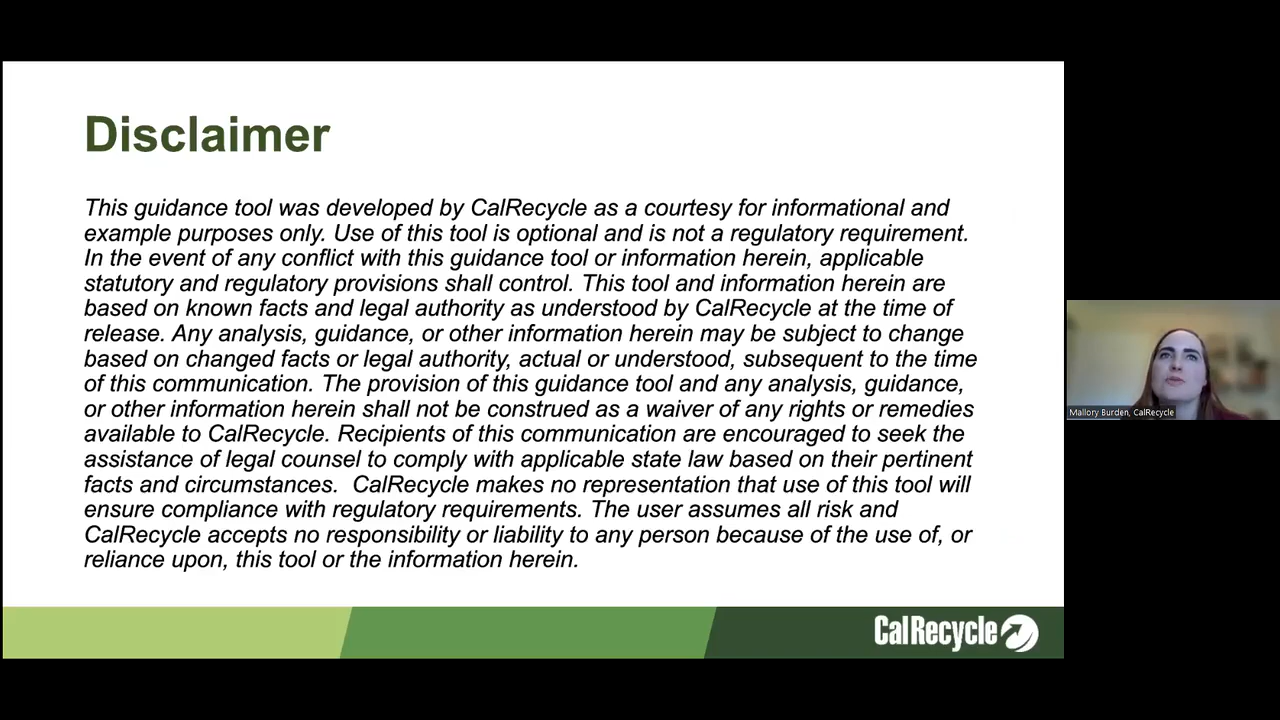 Disclaimer
This guidance tool was developed by CalRecycle as a courtesy for informational and
example purposes only. Use of this tool is optional and is not a regulatory requirement.
In the event of any conflict with this guidance tool or information herein, applicable
statutory and regulatory provisions shall control. This tool and information herein are
based on known facts and legal authority as understood by CalRecycle at the time of
release. Any analysis, guidance, or other information herein may be subject to change
based on changed facts or legal authority, actual or understood, subsequent to the time
of this communication. The provision of this guidance tool and any analysis, guidance,
or other information herein shall not be construed as a waiver of any rights or remedies
available to CalRecycle. Recipients of this communication are encouraged to seek the
assistance of legal counsel to comply with applicable state law based on their pertinent
facts and circumstances.  CalRecycle makes no representation that use of this tool will
ensure compliance with regulatory requirements. The user assumes all risk and
CalRecycle accepts no responsibility or liability to any person because of the use of, or
reliance upon, this tool or the information herein.
CalRecycle
Mallory Burden, CalRecycle